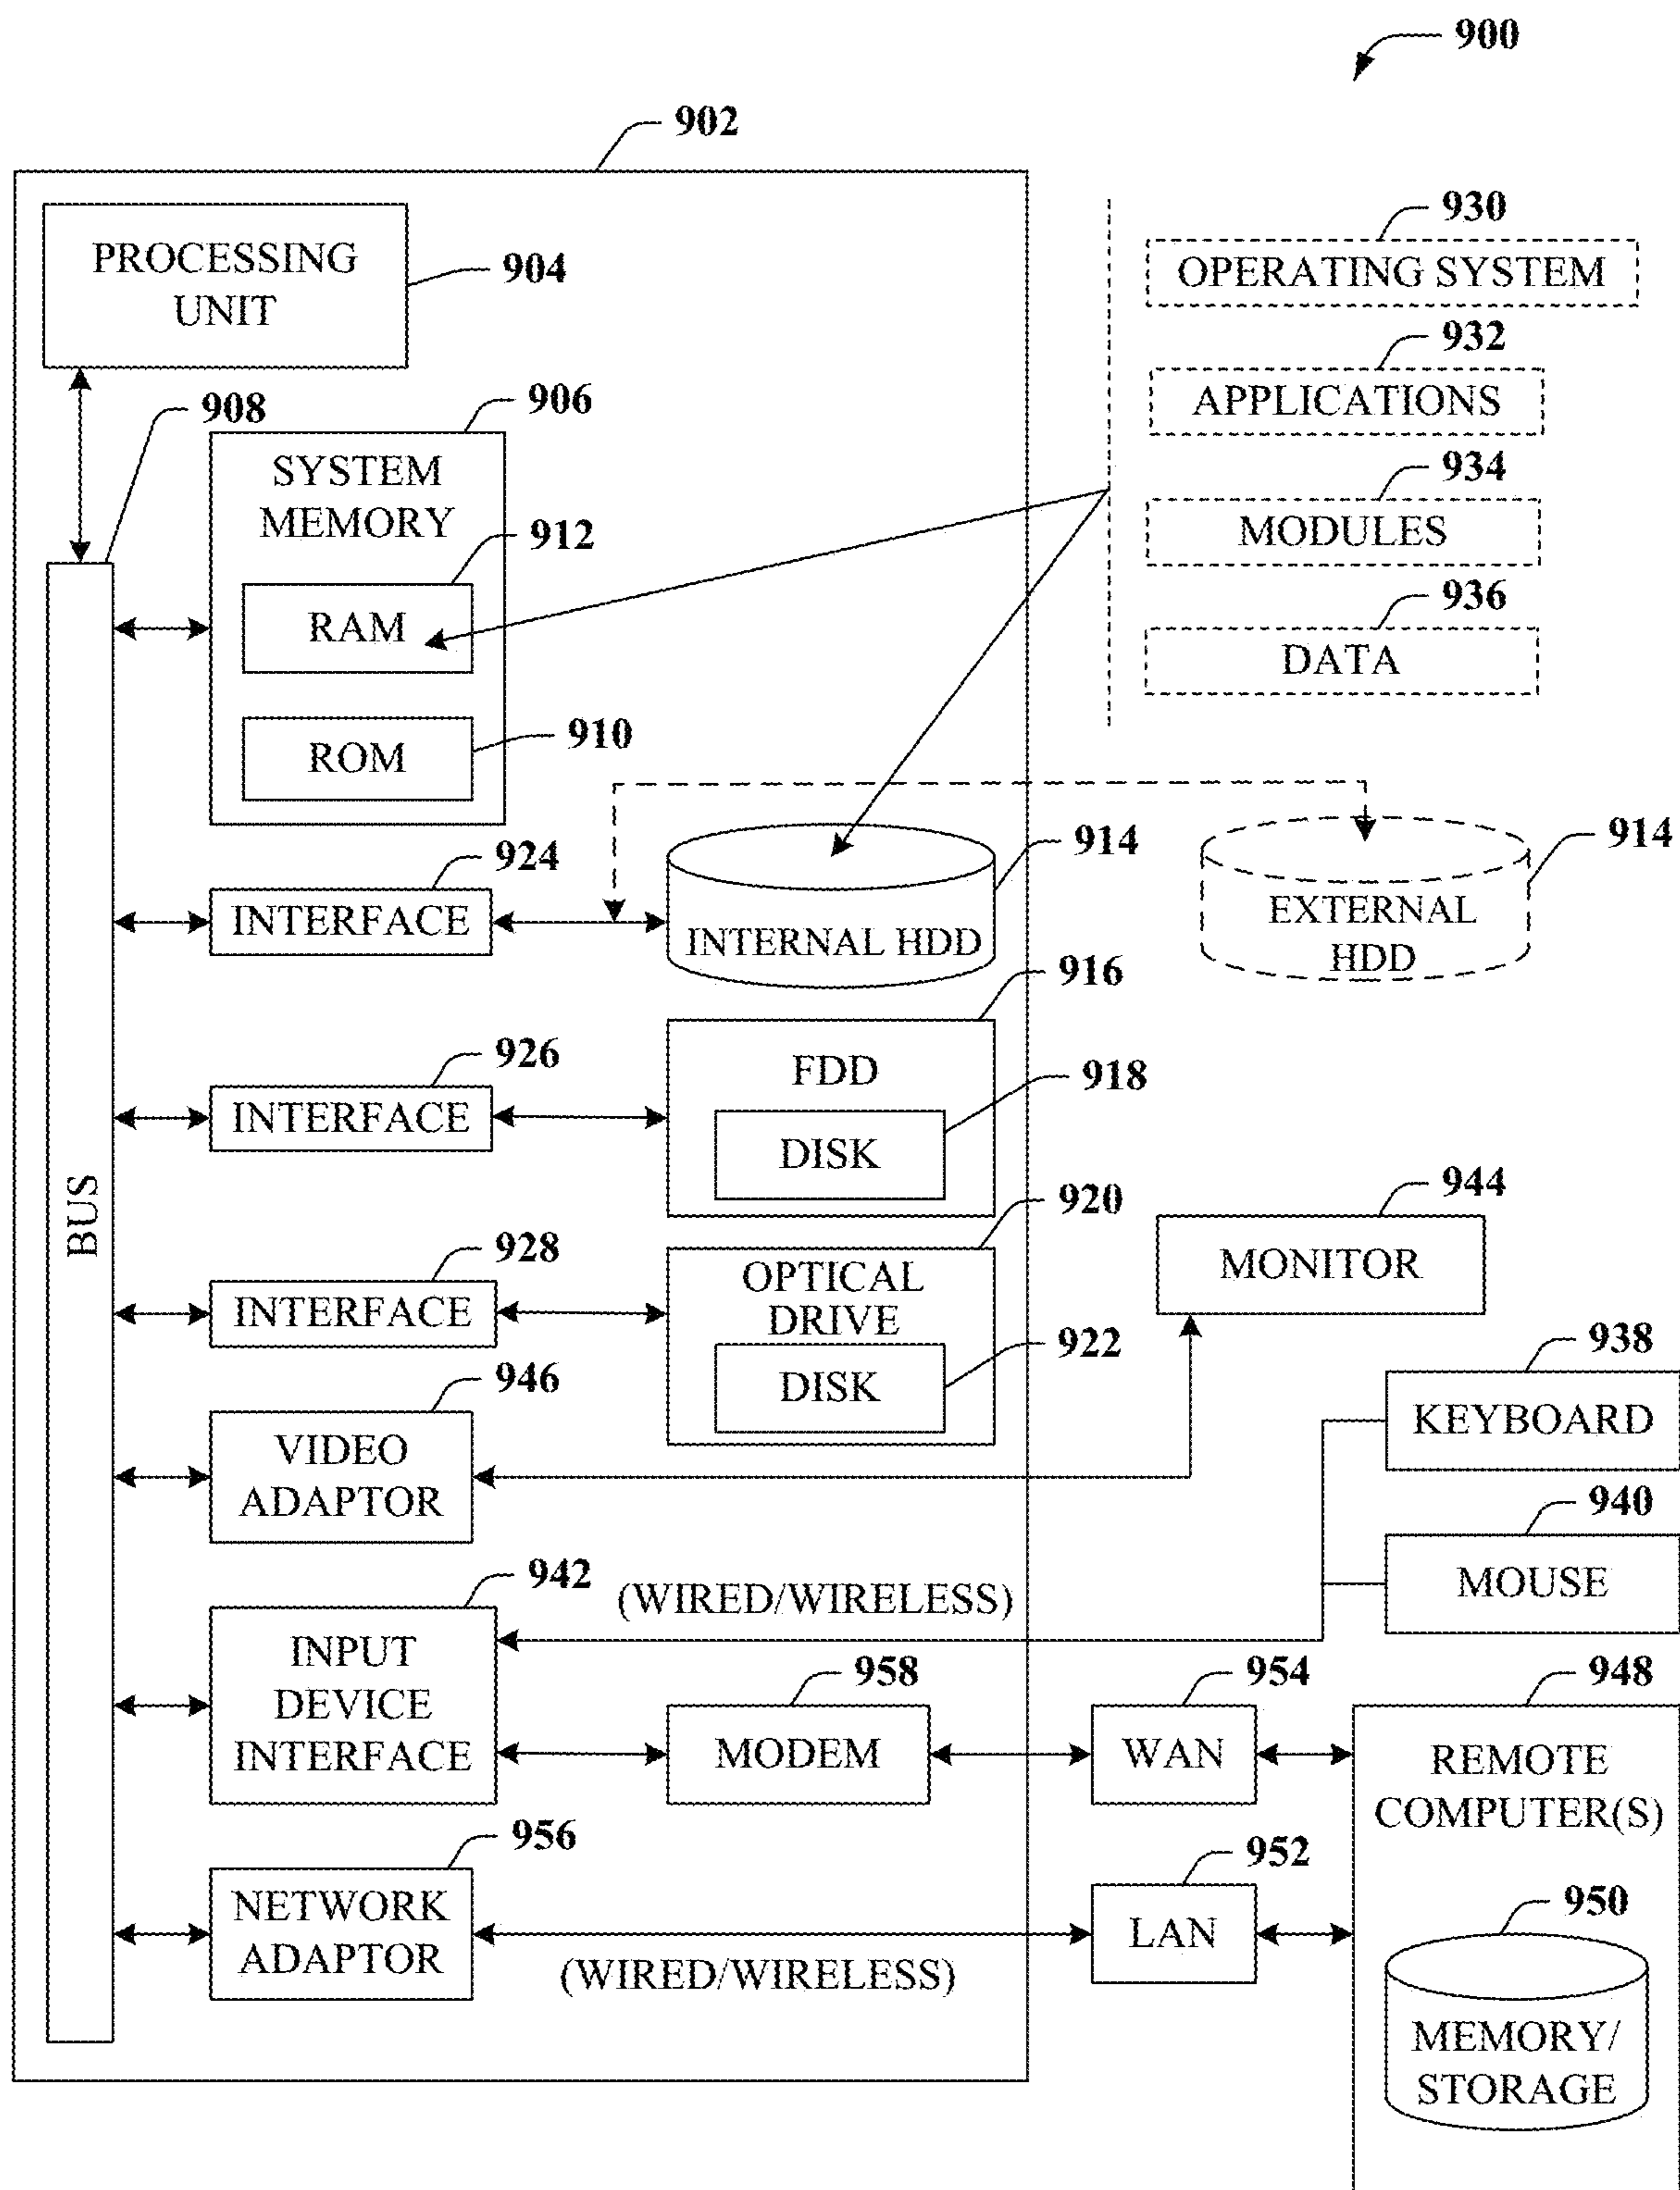 900
902
PROCESSING
UNIT
904
930
OPERATING SYSTEM
932
APPLICATIONS
934
MODULES
936
DATA
908
906
SYSTEM
MEMORY
912
RAM
910
ROM
924
INTERFACE
914
INTERNAL HDD
914
EXTERNAL
HDD
916
FDD
926
INTERFACE
918
DISK
BUS
920
OPTICAL
DRIVE
928
INTERFACE
922
DISK
944
MONITOR
938
KEYBOARD
946
VIDEO
ADAPTOR
940
MOUSE
942
(WIRED/WIRELESS)
INPUT
DEVICE
INTERFACE
958
MODEM
954
WAN
948
REMOTE
COMPUTER(S)
956
NETWORK
ADAPTOR
(WIRED/WIRELESS)
952
LAN
950
MEMORY/
STORAGE